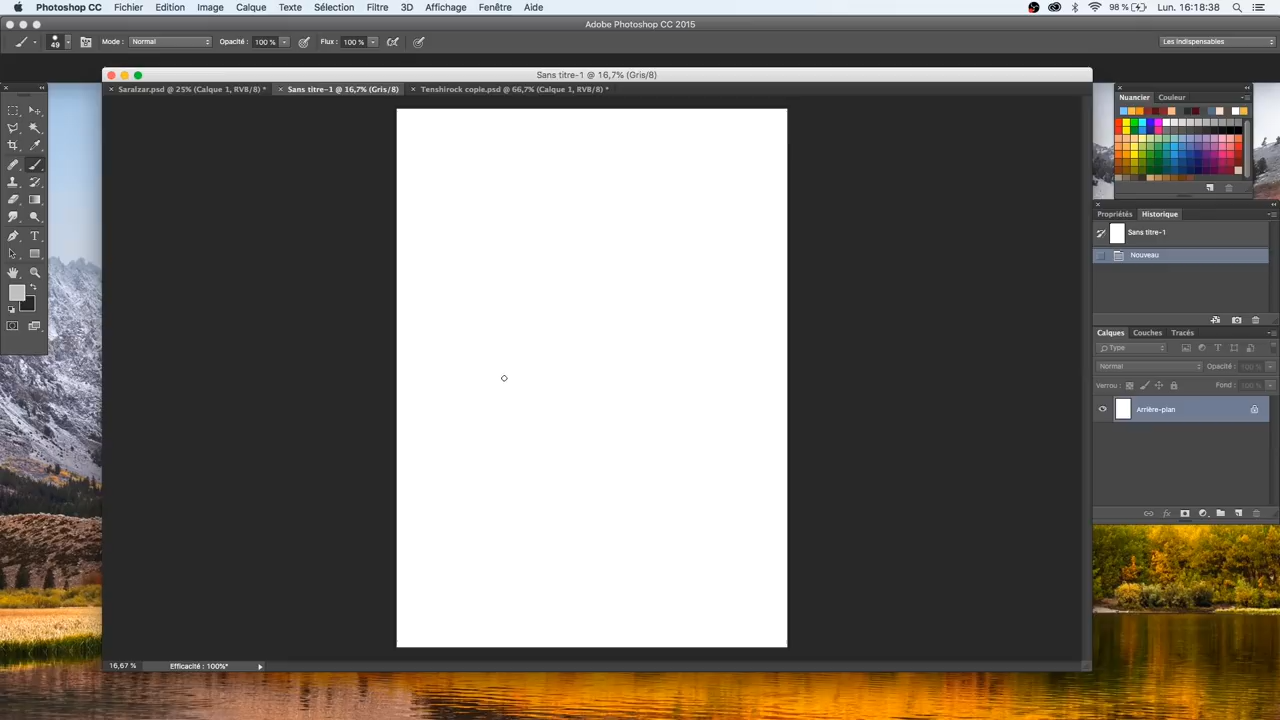 Photoshop CC Fichier Edition Image Calque Texte Sélection Filtre 3D Affichage Fenêtre Aide 98 % Lun. 16:18:38
Adobe Photoshop CC 2015
49 Mode : Normal Opacité : 100 % Flux : 100 % Les indispensables
Sans titre-1 @ 16,7% (Gris/8)
Saralzar.psd @ 25% (Calque 1, RVB/8) *
Sans titre-1 @ 16,7% (Gris/8)
Tenshirock copie.psd @ 66,7% (Calque 1, RVB/8) *
Nuancier Couleur
Propriétés Historique
Sans titre-1
Nouveau
Calques Couches Tracés
Type
Normal Opacité : 100 %
Verrou : Fond : 100 %
Arrière-plan
16,67 % Efficacité : 100%*